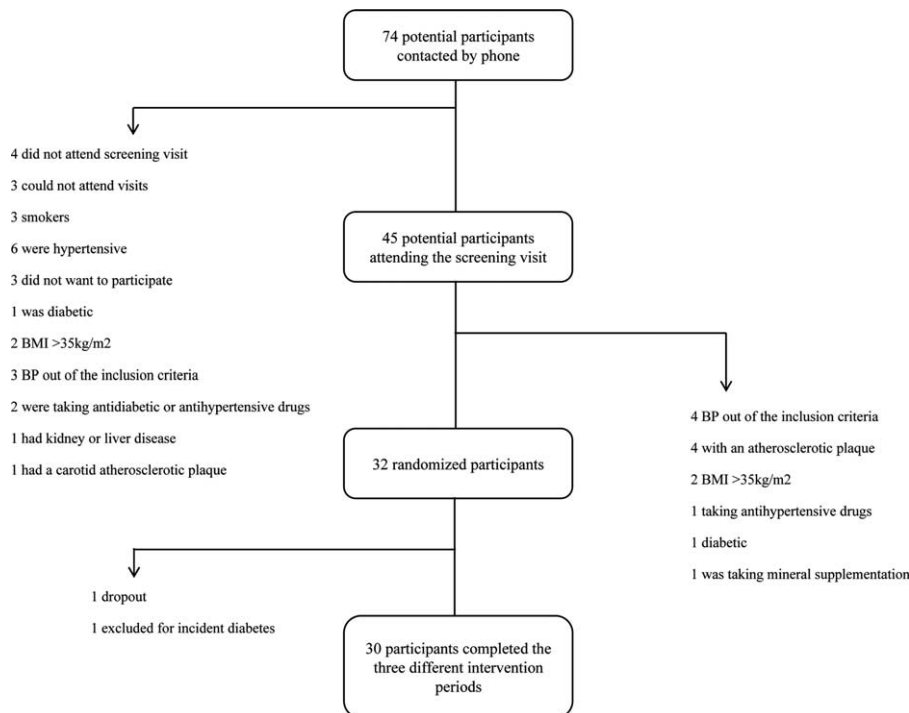 74 potential participants
contacted by phone
4 did not attend screening visit
3 could not attend visits
3 smokers
6 were hypertensive
3 did not want to participate
1 was diabetic
2 BMI >35kg/m2
3 BP out of the inclusion criteria
2 were taking antidiabetic or antihypertensive drugs
1 had kidney or liver disease
1 had a carotid atherosclerotic plaque
45 potential participants
attending the screening visit
4 BP out of the inclusion criteria
4 with an atherosclerotic plaque
2 BMI >35kg/m2
1 taking antihypertensive drugs
1 diabetic
1 was taking mineral supplementation
32 randomized participants
1 dropout
1 excluded for incident diabetes
30 participants completed the
three different intervention
periods